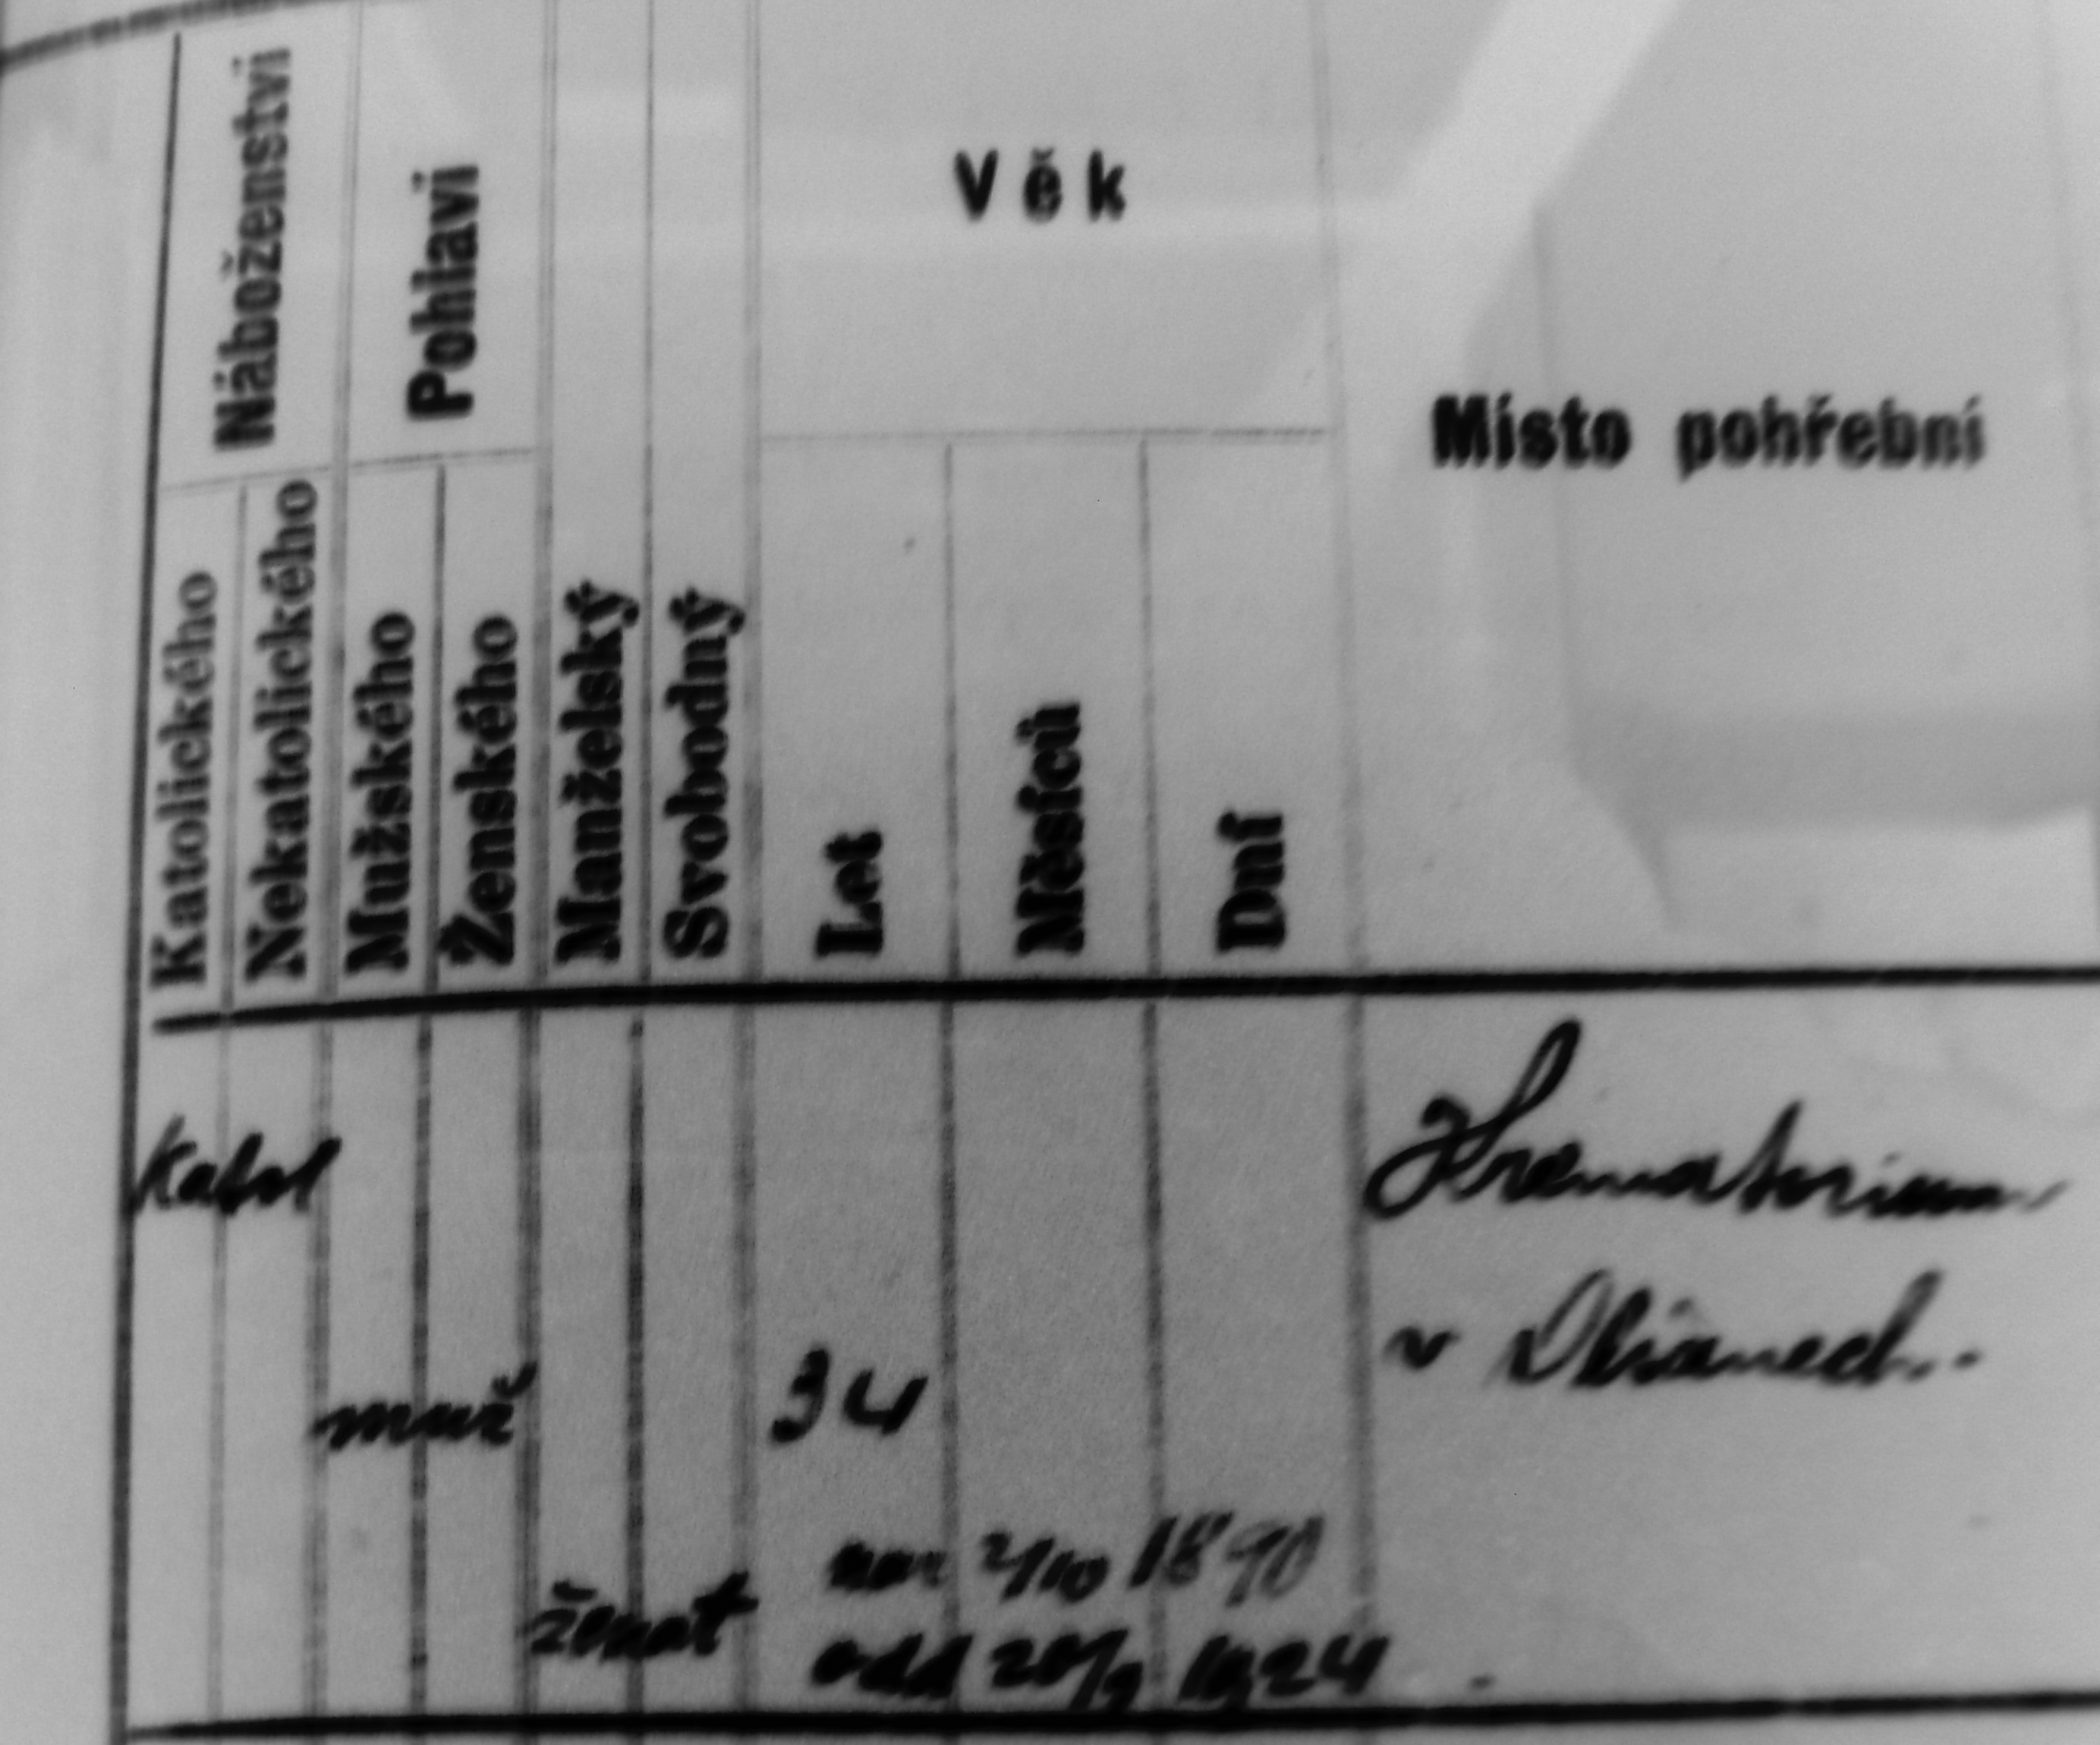 Náboženství
Pohlaví
Věk
Místo pohřební
Katolického
Nekatolického
Mužského
Ženského
Manželský
Svobodný
Let
Měsíců
Dní
Katol
Krematorium
v
muž
34
nar 2/10 1890
ženat
odd 20/9 1924